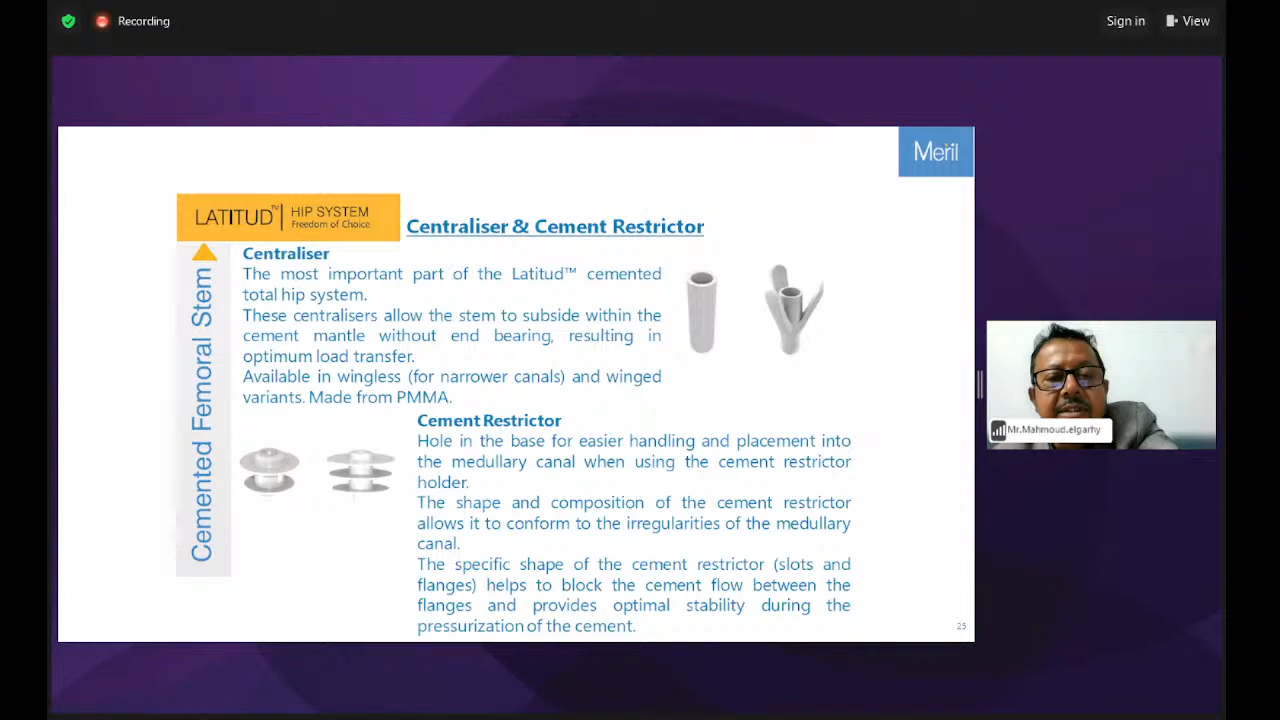 Recording
Sign in
View
Meril
LATITUD™ HIP SYSTEM
Freedom of Choice
Centraliser & Cement Restrictor
Cemented Femoral Stem
Centraliser
The most important part of the Latitud™ cemented
total hip system.
These centralisers allow the stem to subside within the
cement mantle without end bearing, resulting in
optimum load transfer.
Available in wingless (for narrower canals) and winged
variants. Made from PMMA.
Cement Restrictor
Hole in the base for easier handling and placement into
the medullary canal when using the cement restrictor
holder.
The shape and composition of the cement restrictor
allows it to conform to the irregularities of the medullary
canal.
The specific shape of the cement restrictor (slots and
flanges) helps to block the cement flow between the
flanges and provides optimal stability during the
pressurization of the cement.
25
Mr.Mahmoud.elgarhy